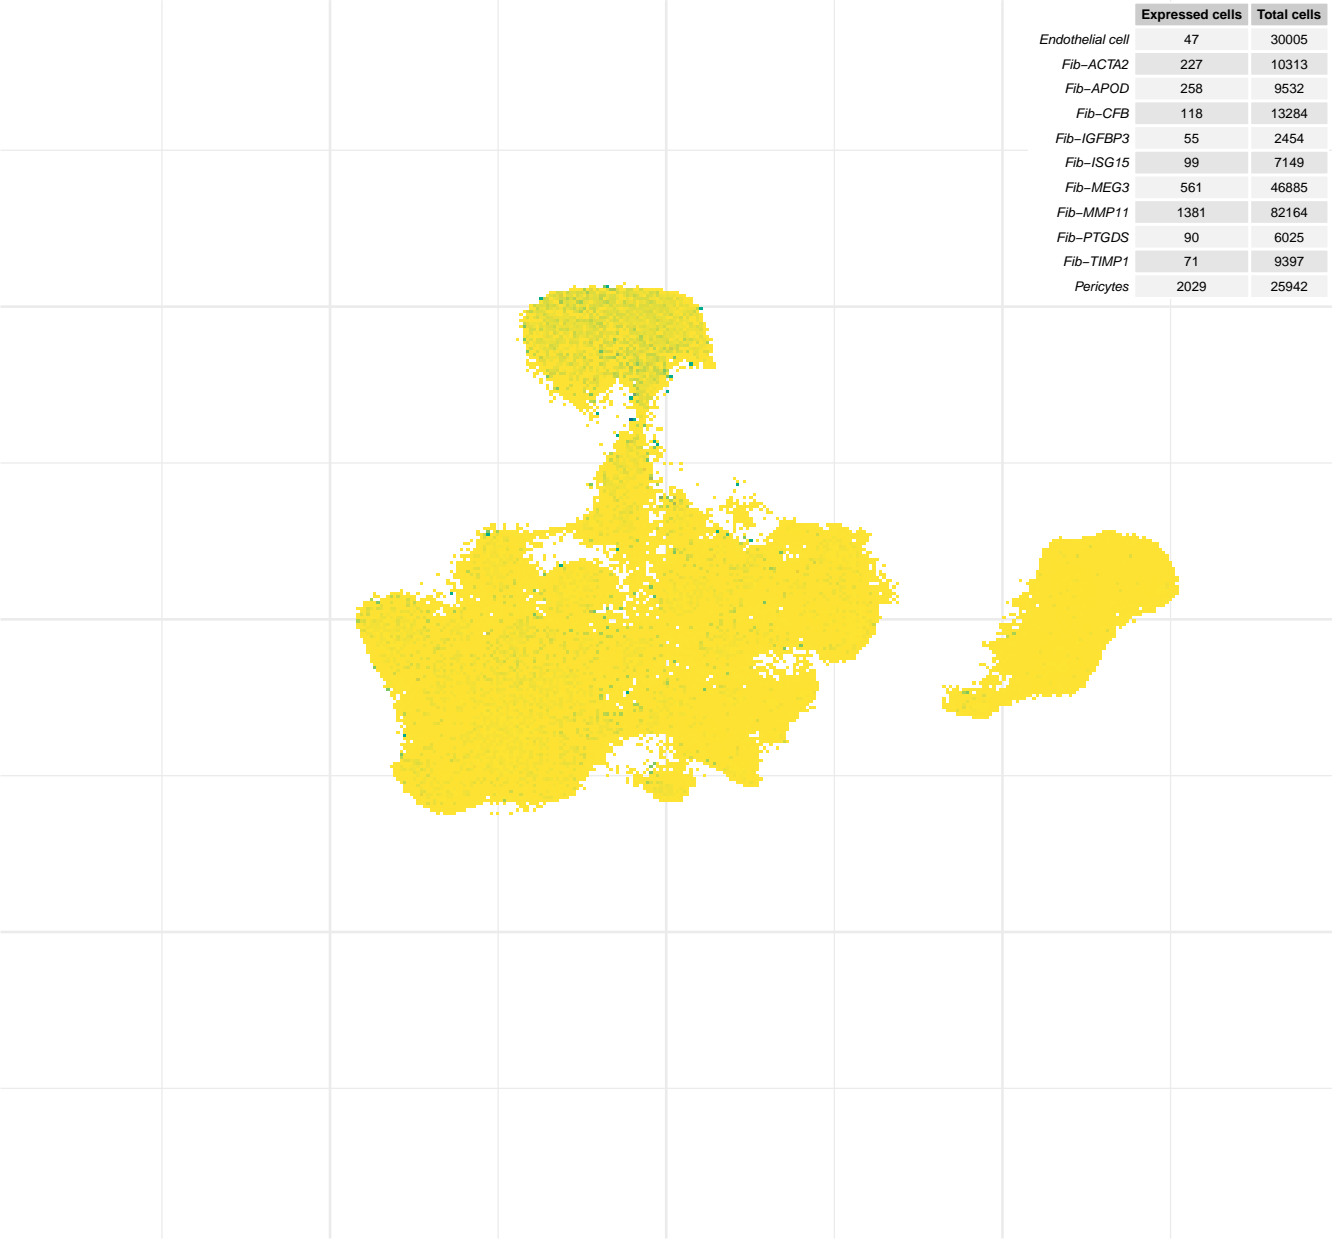 Expressed cells Total cells
Endothelial cell 47 30005
Fib−ACTA2 227 10313
Fib−APOD 258 9532
Fib−CFB 118 13284
Fib−IGFBP3 55 2454
Fib−ISG15 99 7149
Fib−MEG3 561 46885
Fib−MMP11 1381 82164
Fib−PTGDS 90 6025
Fib−TIMP1 71 9397
Pericytes 2029 25942